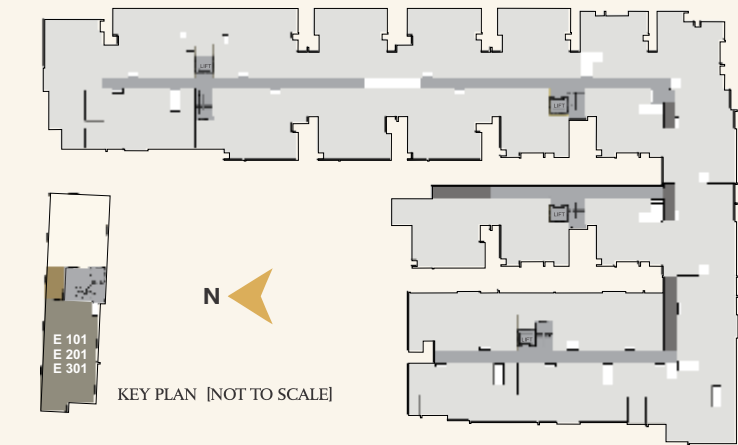 LIFT
LIFT
LIFT
N
LIFT
E 101
E 201
E 301
KEY PLAN [NOT TO SCALE]